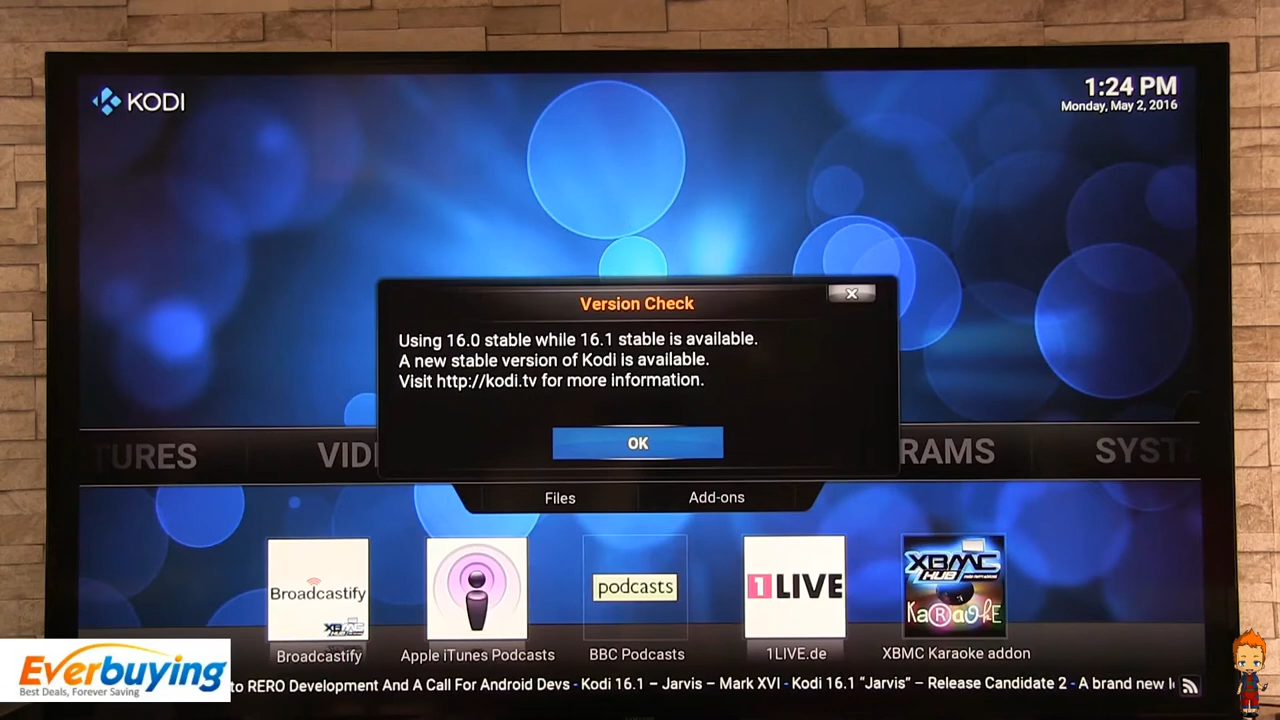 KODI
1:24 PM
Monday, May 2, 2016
Version Check
Using 16.0 stable while 16.1 stable is available.
A new stable version of Kodi is available.
Visit http://kodi.tv for more information.
OK
TURES VID RAMS SYST
Files Add-ons
Broadcastify
podcasts
1 LIVE
XBMC
HUB
KaRaOkE
XBMC
Broadcastify Apple iTunes Podcasts BBC Podcasts 1LIVE.de XBMC Karaoke addon
Everbuying
Best Deals, Forever Saving
to RERO Development And A Call For Android Devs - Kodi 16.1 – Jarvis – Mark XVI - Kodi 16.1 “Jarvis” – Release Candidate 2 - A brand new